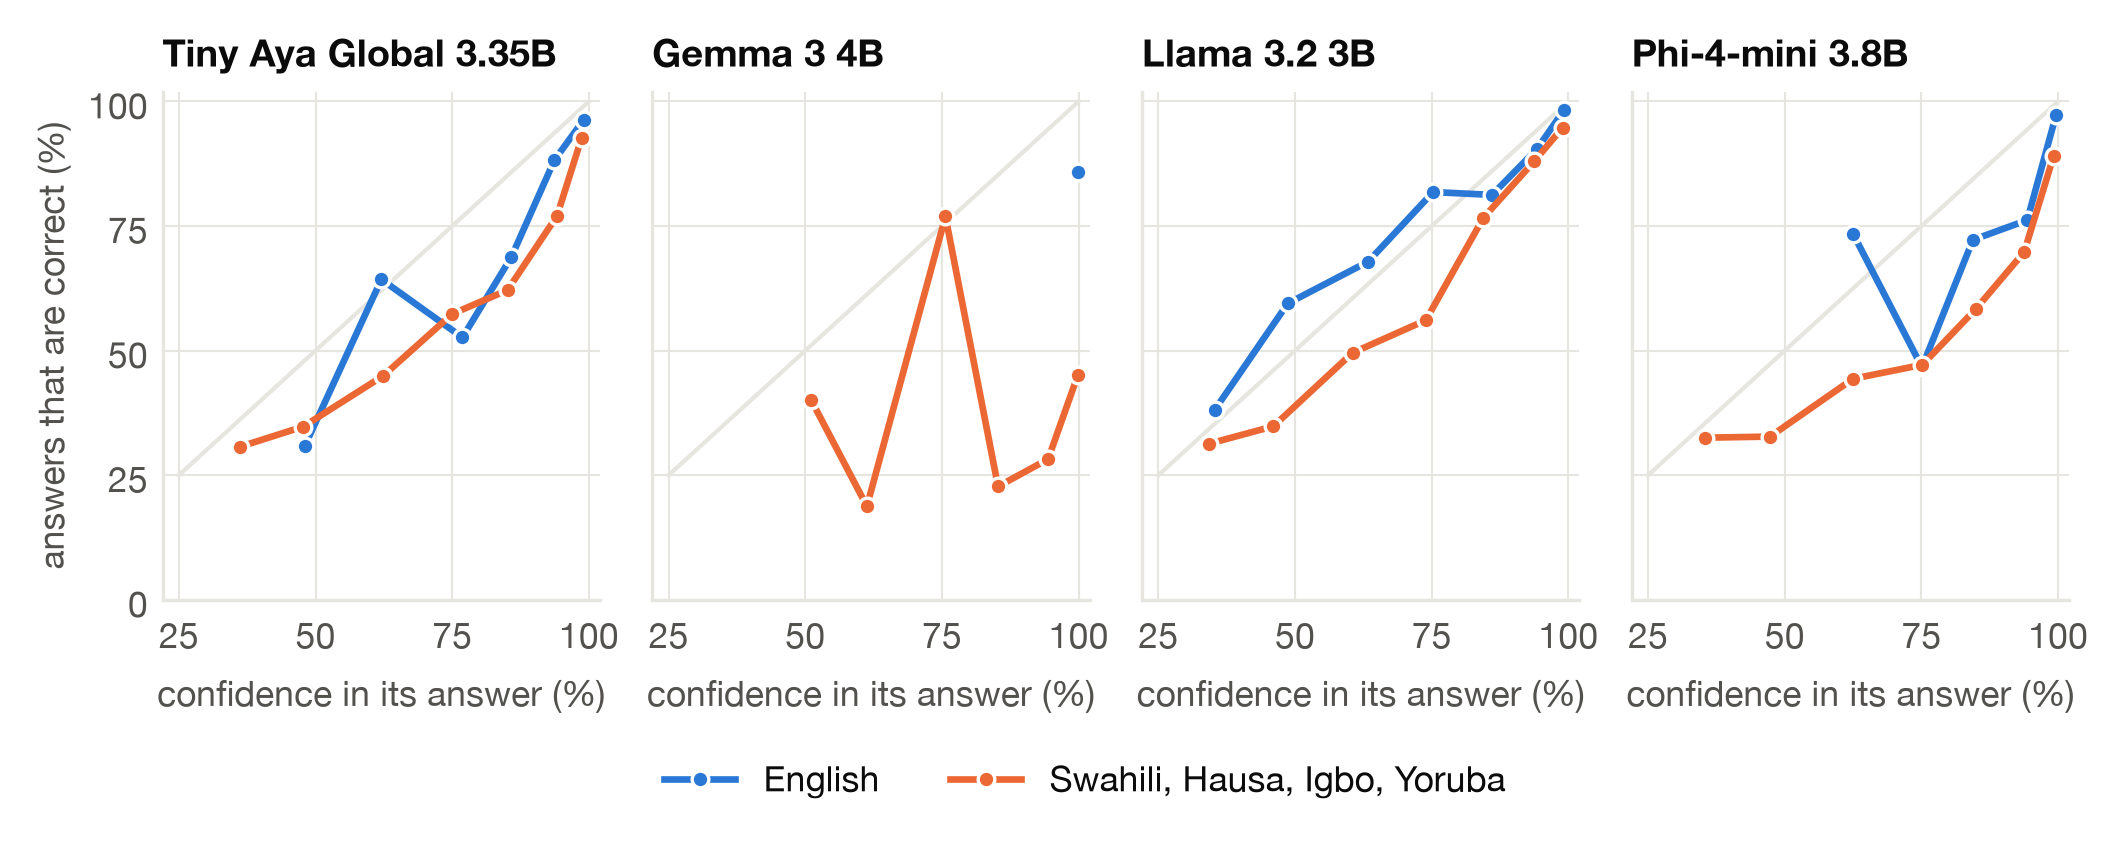 Tiny Aya Global 3.35B
Gemma 3 4B
Llama 3.2 3B
Phi-4-mini 3.8B
answers that are correct (%)
100
75
50
25
0
25 50 75 100
25 50 75 100
25 50 75 100
25 50 75 100
confidence in its answer (%)
confidence in its answer (%)
confidence in its answer (%)
confidence in its answer (%)
English
Swahili, Hausa, Igbo, Yoruba